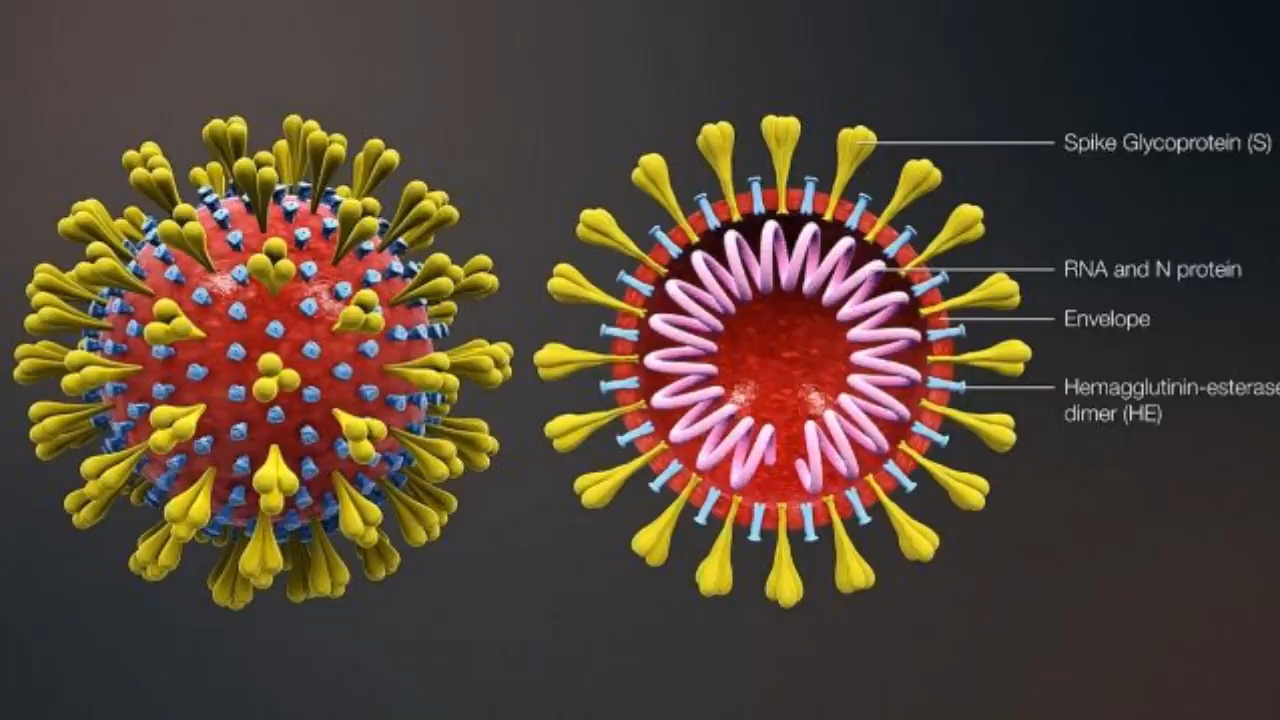 Spike Glycoprotein (S)
RNA and N protein
Envelope
Hemagglutinin-esterase
dimer (HE)